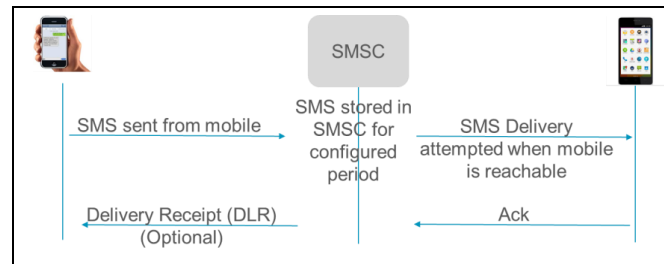 SMSC
SMS sent from mobile
SMS stored in
SMSC for
configured
period
SMS Delivery
attempted when mobile
is reachable
Delivery Receipt (DLR)
(Optional)
Ack